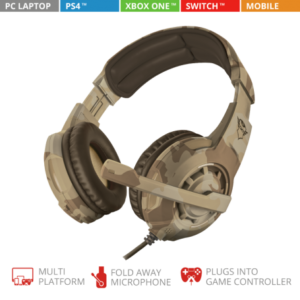 PC LAPTOP PS4™ XBOX ONE™ SWITCH™ MOBILE
MULTI
PLATFORM
FOLD AWAY
MICROPHONE
PLUGS INTO
GAME CONTROLLER